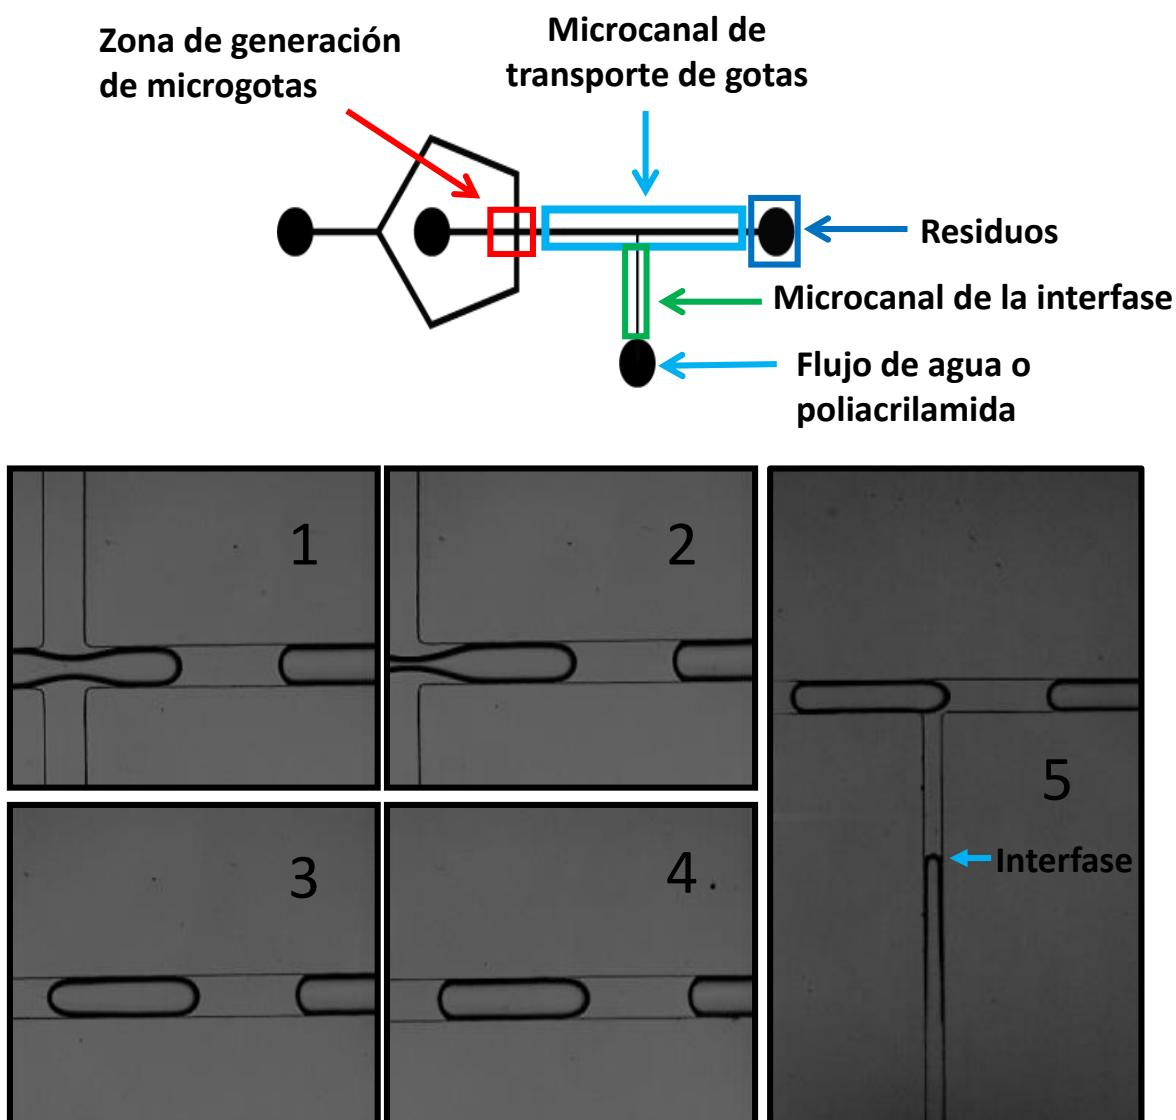 Zona de generación
de microgotas
Microcanal de
transporte de gotas
Residuos
Microcanal de la interfase
Flujo de agua o
poliacrilamida
1
2
3
4
5
Interfase